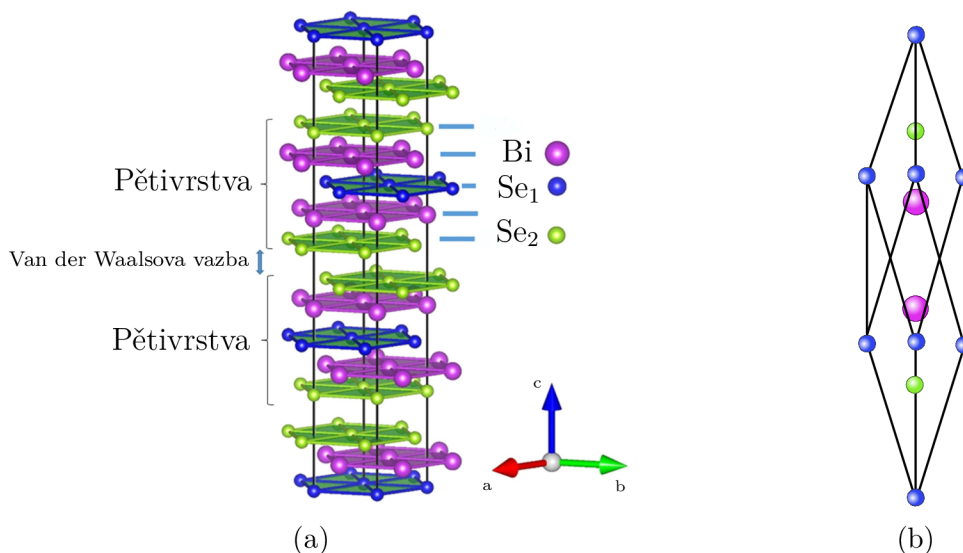 Pětivrstva
Van der Waalsova vazba
Pětivrstva
Bi
Se1
Se2
c
a
b
(a)
(b)